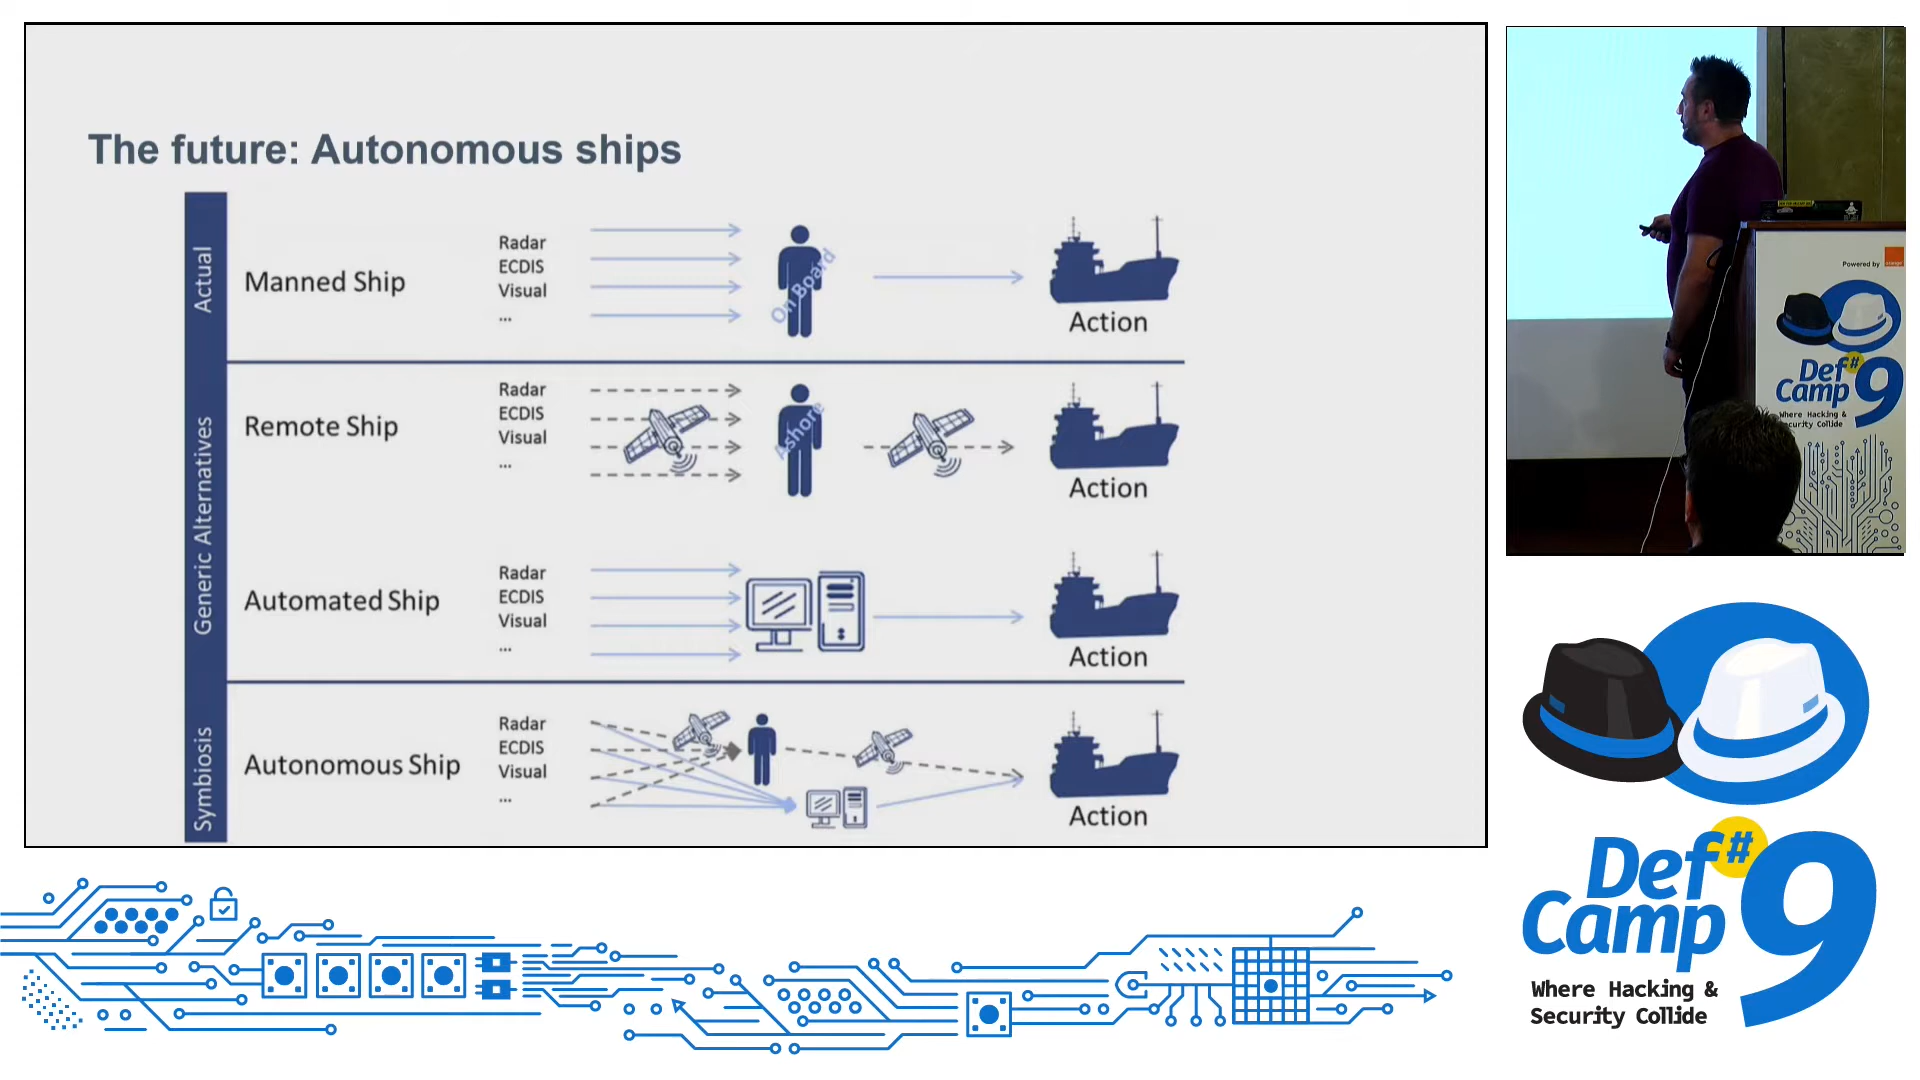 The future: Autonomous ships
Actual
Manned Ship
Radar
ECDIS
Visual
...
On Board
Action
Generic Alternatives
Remote Ship
Radar
ECDIS
Visual
...
Ashore
Action
Automated Ship
Radar
ECDIS
Visual
...
Action
Symbiosis
Autonomous Ship
Radar
ECDIS
Visual
...
Action
Powered by
orange
Def
Camp
#
9
Where Hacking &
Security Collide
Def
Camp
#
9
Where Hacking &
Security Collide